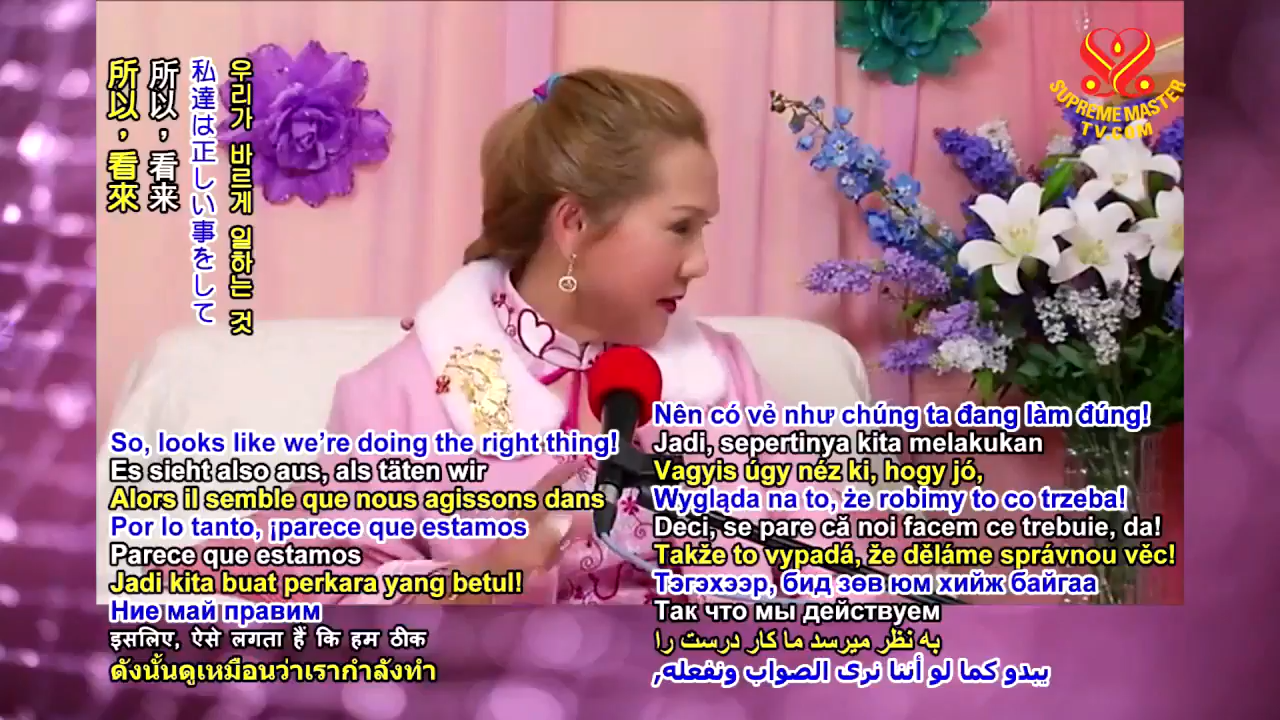 所以，看來
所以，看来
私達は正しい事をして
우리가 바르게 일하는 것
SUPREME MASTER
TV.COM
So, looks like we're doing the right thing!
Es sieht also aus, als täten wir
Alors il semble que nous agissons dans
Por lo tanto, ¡parece que estamos
Parece que estamos
Jadi kita buat perkara yang betul!
Ние май правим
इसलिए, ऐसे लगता हैं कि हम ठीक
ดังนั้นดูเหมือนว่าเรากำลังทำ
Nên có vẻ như chúng ta đang làm đúng!
Jadi, sepertinya kita melakukan
Vagyis úgy néz ki, hogy jó,
Wygląda na to, że robimy to co trzeba!
Deci, se pare că noi facem ce trebuie, da!
Takže to vypadá, že děláme správnou věc!
Тэгэхээр, бид зөв юм хийж байгаа
Так что мы действуем
به نظر میرسد ما کار درست را
يبدو كما لو أننا نرى الصواب ونفعله,